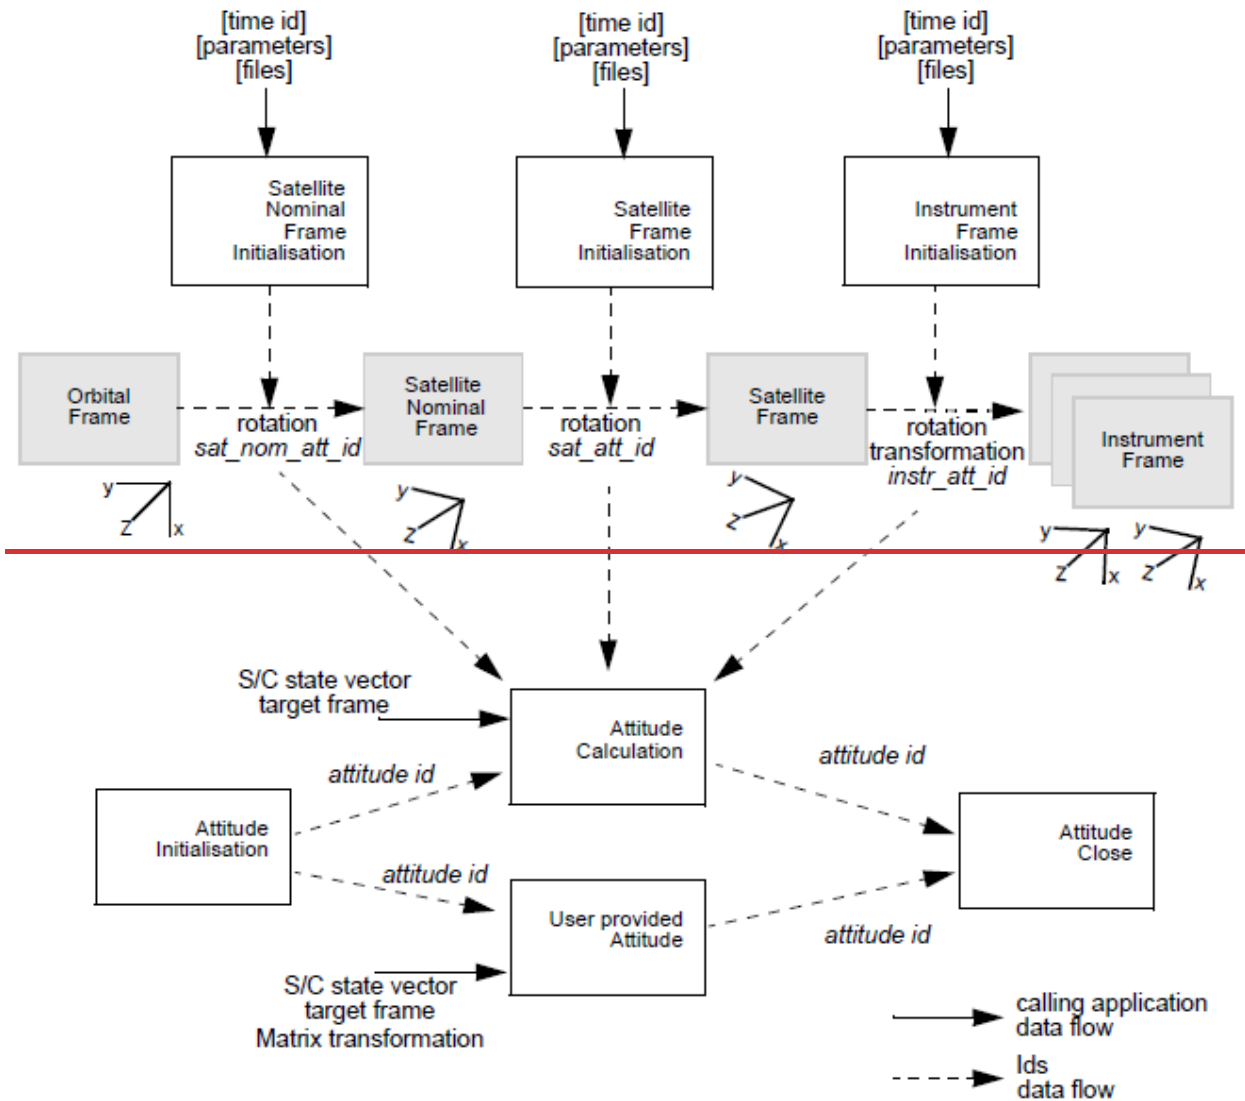 [time id]
[parameters]
[files]
[time id]
[parameters]
[files]
[time id]
[parameters]
[files]
Satellite
Nominal
Frame
Initialisation
Satellite
Frame
Initialisation
Instrument
Frame
Initialisation
Orbital
Frame
rotation
sat_nom_att_id
Satellite
Nominal
Frame
rotation
sat_att_id
Satellite
Frame
rotation
transformation
instr_att_id
Instrument
Frame
y
Z
x
y
Z
x
y
Z
x
y
Z
x
y
Z
x
S/C state vector
target frame
Attitude
Calculation
attitude id
attitude id
Attitude
Initialisation
Attitude
Close
attitude id
User provided
Attitude
attitude id
S/C state vector
target frame
Matrix transformation
calling application
data flow
Ids
data flow